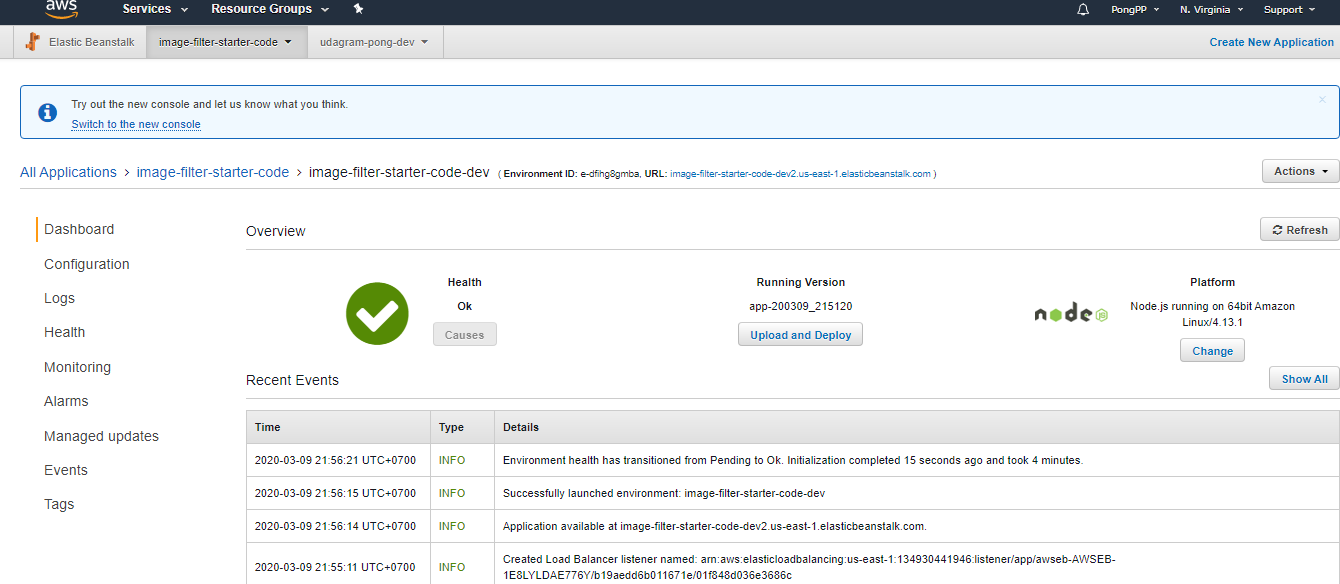 aws Services Resource Groups PongPP N. Virginia Support
Elastic Beanstalk image-filter-starter-code udagram-pong-dev Create New Application
Try out the new console and let us know what you think.
Switch to the new console
All Applications > image-filter-starter-code > image-filter-starter-code-dev ( Environment ID: e-dfihg8gmba, URL: image-filter-starter-code-dev2.us-east-1.elasticbeanstalk.com )
Actions
Dashboard
Configuration
Logs
Health
Monitoring
Alarms
Managed updates
Events
Tags
Overview
Refresh
Health
Ok
Causes
Running Version
app-200309_215120
Upload and Deploy
node JS
Platform
Node.js running on 64bit Amazon
Linux/4.13.1
Change
Recent Events
Show All
Time Type Details
2020-03-09 21:56:21 UTC+0700 INFO Environment health has transitioned from Pending to Ok. Initialization completed 15 seconds ago and took 4 minutes.
2020-03-09 21:56:15 UTC+0700 INFO Successfully launched environment: image-filter-starter-code-dev
2020-03-09 21:56:14 UTC+0700 INFO Application available at image-filter-starter-code-dev2.us-east-1.elasticbeanstalk.com.
2020-03-09 21:55:11 UTC+0700 INFO Created Load Balancer listener named: arn:aws:elasticloadbalancing:us-east-1:134930441946:listener/app/awseb-AWSEB-
1E8LYLDAE776Y/b19aedd6b011671e/01f848d036e3686c